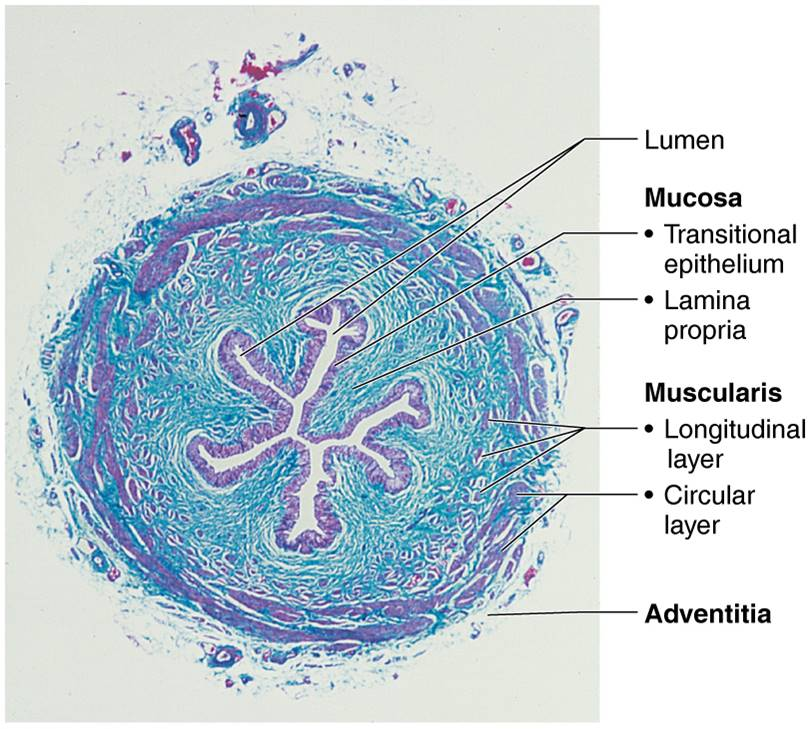 Lumen
Mucosa
• Transitional
epithelium
• Lamina
propria
Muscularis
• Longitudinal
layer
• Circular
layer
Adventitia